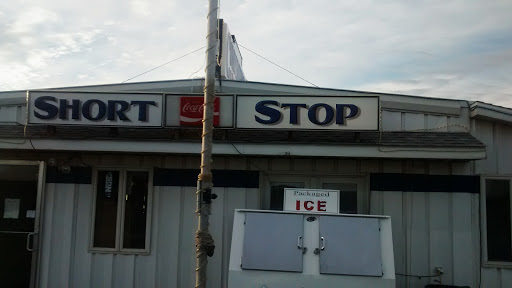 SHORT Coca-Cola STOP
Packaged
ICE